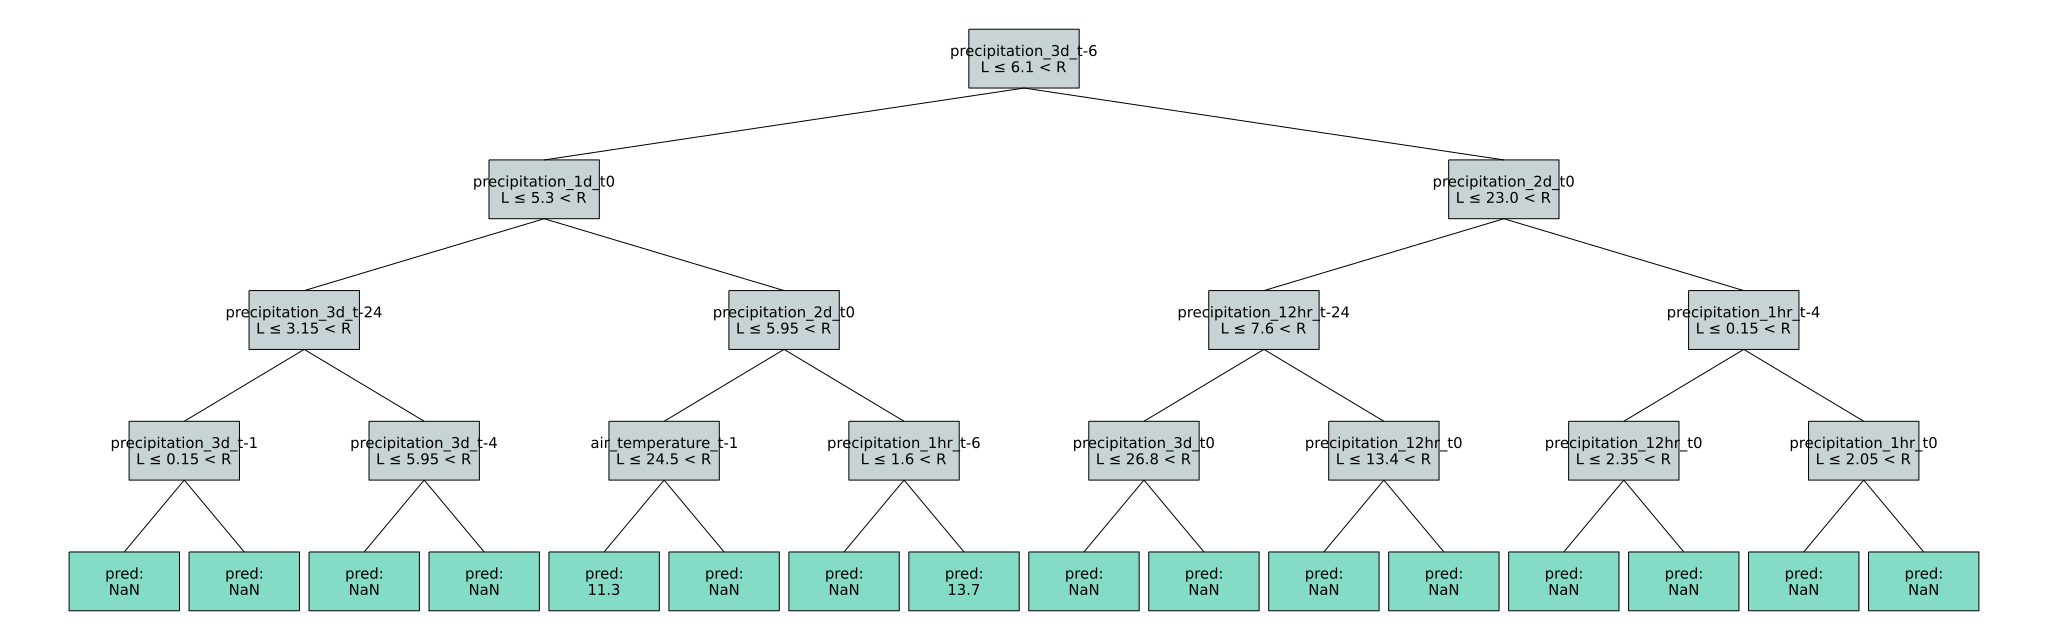 precipitation_3d_t-6
L ≤ 6.1 < R
precipitation_1d_t0
L ≤ 5.3 < R
precipitation_2d_t0
L ≤ 23.0 < R
precipitation_3d_t-24
L ≤ 3.15 < R
precipitation_2d_t0
L ≤ 5.95 < R
precipitation_12hr_t-24
L ≤ 7.6 < R
precipitation_1hr_t-4
L ≤ 0.15 < R
precipitation_3d_t-1
L ≤ 0.15 < R
precipitation_3d_t-4
L ≤ 5.95 < R
air_temperature_t-1
L ≤ 24.5 < R
precipitation_1hr_t-6
L ≤ 1.6 < R
precipitation_3d_t0
L ≤ 26.8 < R
precipitation_12hr_t0
L ≤ 13.4 < R
precipitation_12hr_t0
L ≤ 2.35 < R
precipitation_1hr_t0
L ≤ 2.05 < R
pred:
NaN
pred:
NaN
pred:
NaN
pred:
NaN
pred:
11.3
pred:
NaN
pred:
NaN
pred:
13.7
pred:
NaN
pred:
NaN
pred:
NaN
pred:
NaN
pred:
NaN
pred:
NaN
pred:
NaN
pred:
NaN